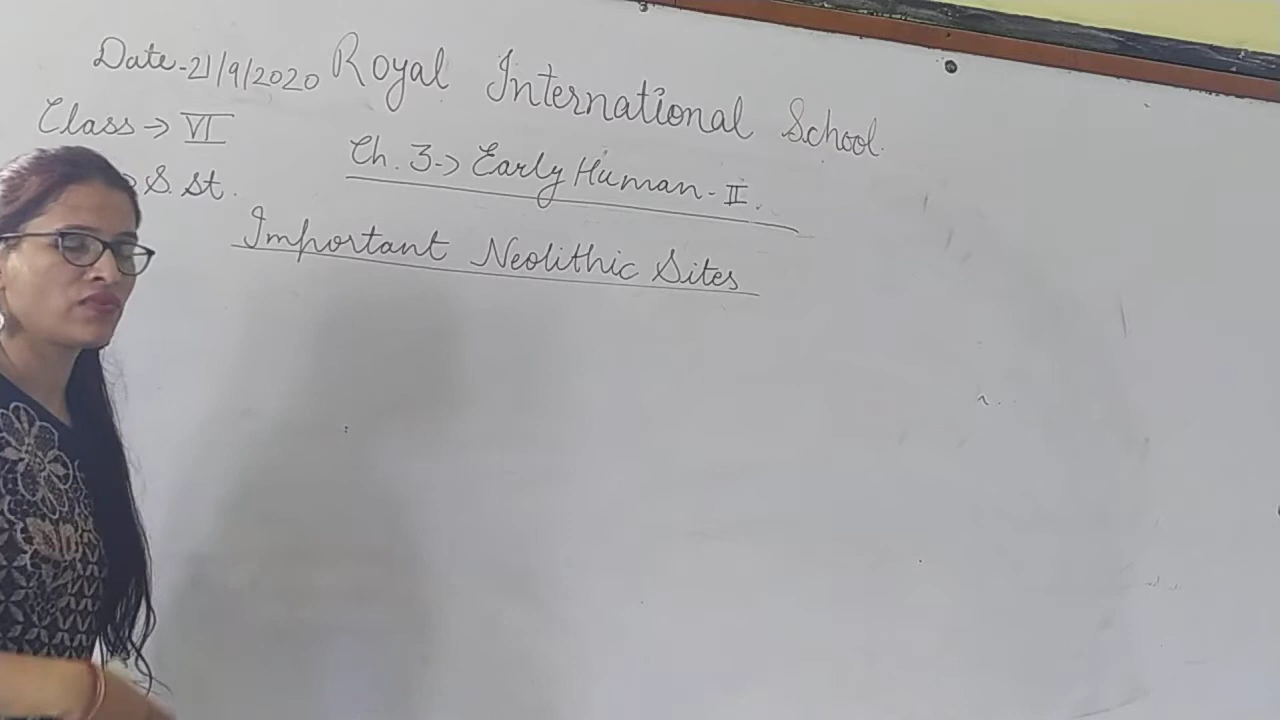 Date-21/9/2020 Royal International School.
Class → VI
Ch. 3 → Early Human - II.
→ S. St.
Important Neolithic Sites